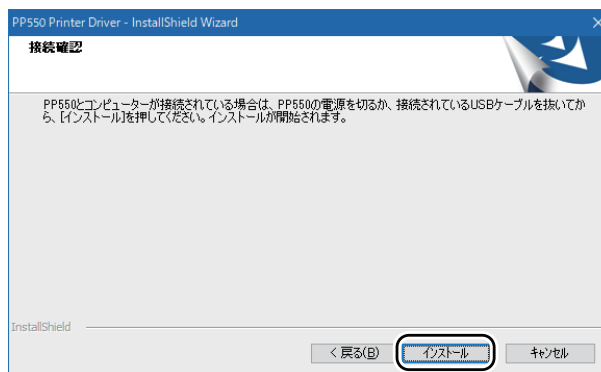 PP550 Printer Driver - InstallShield Wizard
接続確認
PP550とコンピューターが接続されている場合は、PP550の電源を切るか、接続されているUSBケーブルを抜いてか
ら、[インストール]を押してください。インストールが開始されます。
InstallShield
< 戻る(B) インストール キャンセル